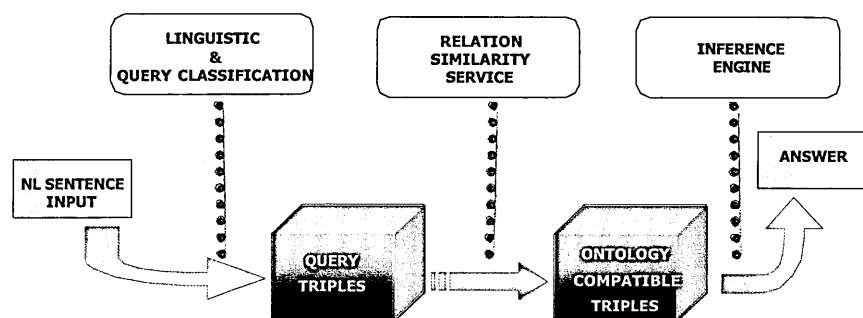 LINGUISTIC
&
QUERY CLASSIFICATION
RELATION
SIMILARITY
SERVICE
INFERENCE
ENGINE
NL SENTENCE
INPUT
QUERY
TRIPLES
ONTOLOGY
COMPATIBLE
TRIPLES
ANSWER